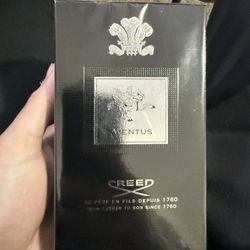 AVENTUS
CREED
DE PÈRE EN FILS DEPUIS 1760
FROM FATHER TO SON SINCE 1760